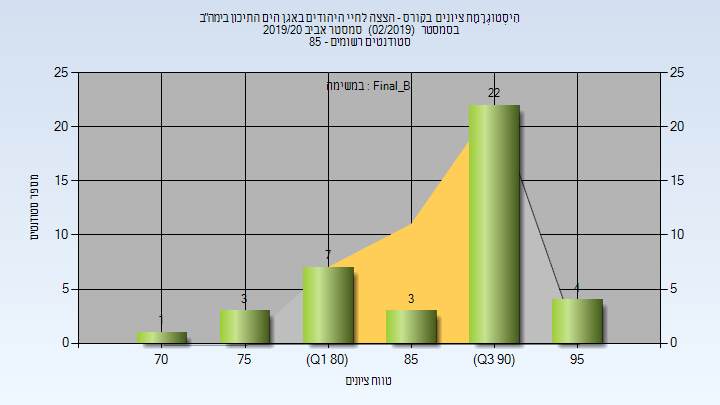 היסטוגרמת ציונים בקורס - הצצה לחיי היהודים באגן הים התיכון בימה"ב
בסמסטר (02/2019) סמסטר אביב 2019/20
סטודנטים רשומים - 85
במשימה : Final_B
25 25
20 20
15 15
10 10
5 5
0 0
1 3 7 3 22 4
70 75 (Q1 80) 85 (Q3 90) 95
מספר סטודנטים
טווח ציונים